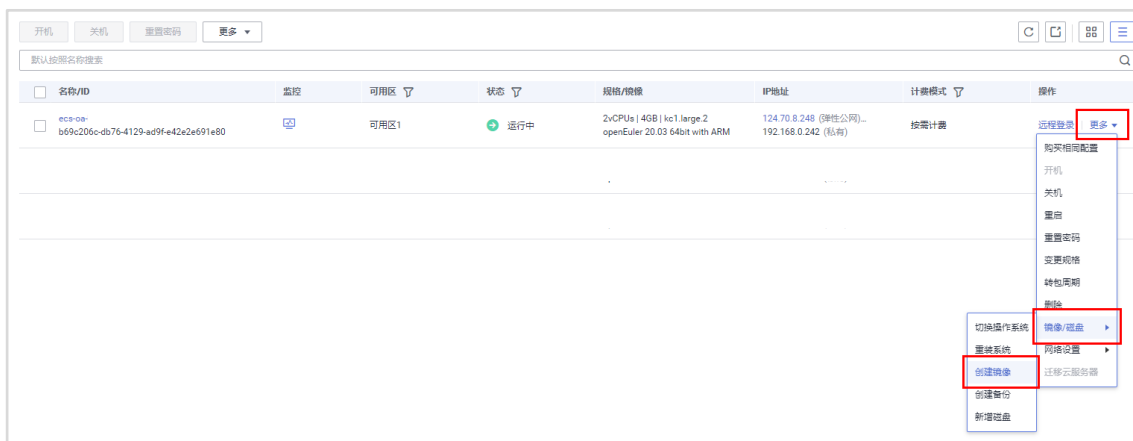 开机 关机 重置密码 更多
默认按照名称搜索
名称/ID 监控 可用区 状态 规格/镜像 IP地址 计费模式 操作
ecs-oa-
b69c206c-db76-4129-ad9f-e42e2e691e80
可用区1
运行中
2vCPUs | 4GB | kc1.large.2
openEuler 20.03 64bit with ARM
124.70.8.248 (弹性公网)...
192.168.0.242 (私有)
按需计费
远程登录 更多
购买相同配置
开机
关机
重启
重置密码
变更规格
转包周期
删除
镜像/磁盘
网络设置
迁移云服务器
切换操作系统
重装系统
创建镜像
创建备份
新增磁盘